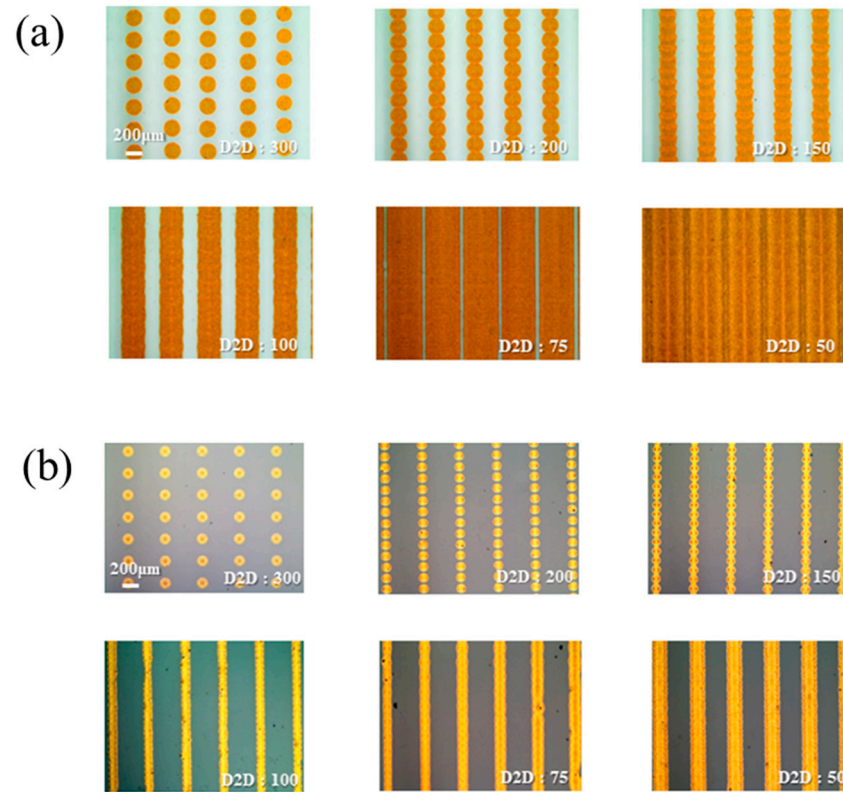 (a)
200μm
D2D : 300
D2D : 200
D2D : 150
D2D : 100
D2D : 75
D2D : 50
(b)
200μm
D2D : 300
D2D : 200
D2D : 150
D2D : 100
D2D : 75
D2D : 50